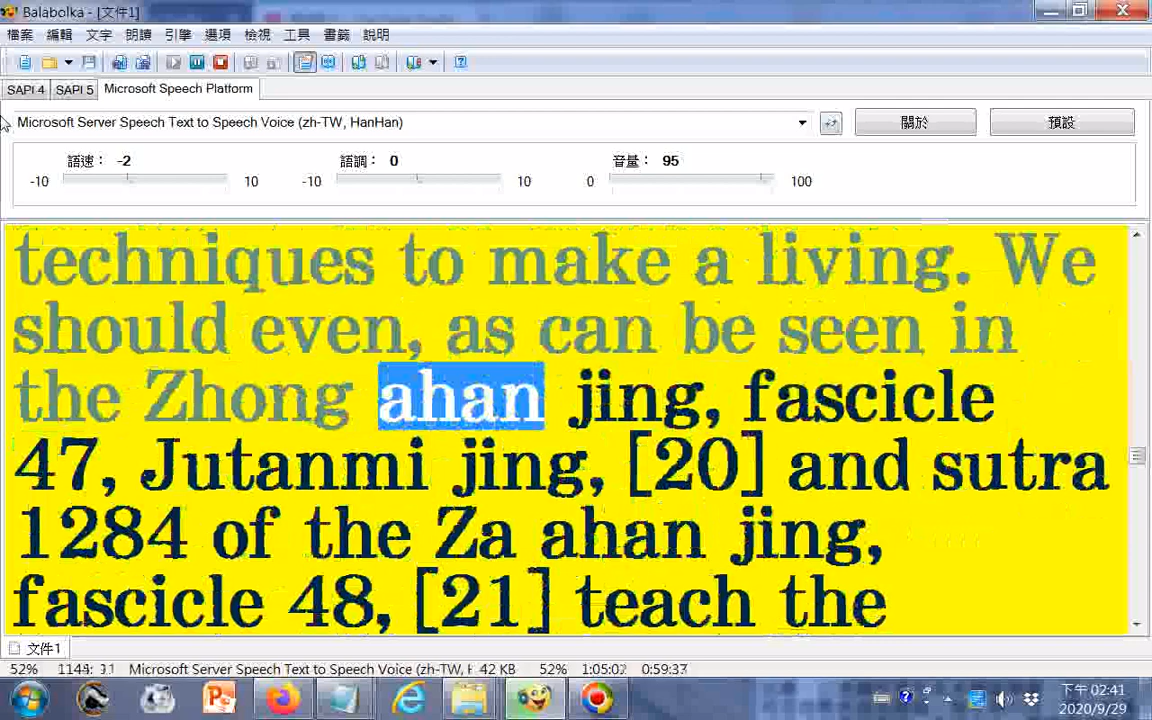 Balabolka - [文件1]
檔案 編輯 文字 朗讀 引擎 選項 檢視 工具 書籤 說明
SAPI 4 SAPI 5 Microsoft Speech Platform
Microsoft Server Speech Text to Speech Voice (zh-TW, HanHan) 關於 預設
語速： -2 語調： 0 音量： 95
-10 10 -10 10 0 100
techniques to make a living. We
should even, as can be seen in
the Zhong ahan jing, fascicle
47, Jutanmi jing, [20] and sutra
1284 of the Za ahan jing,
fascicle 48, [21] teach the
文件1
52% Microsoft Server Speech Text to Speech Voice (zh-TW, 42 KB 52% 1:05:02 0:59:37
下午 02:41
2020/9/29